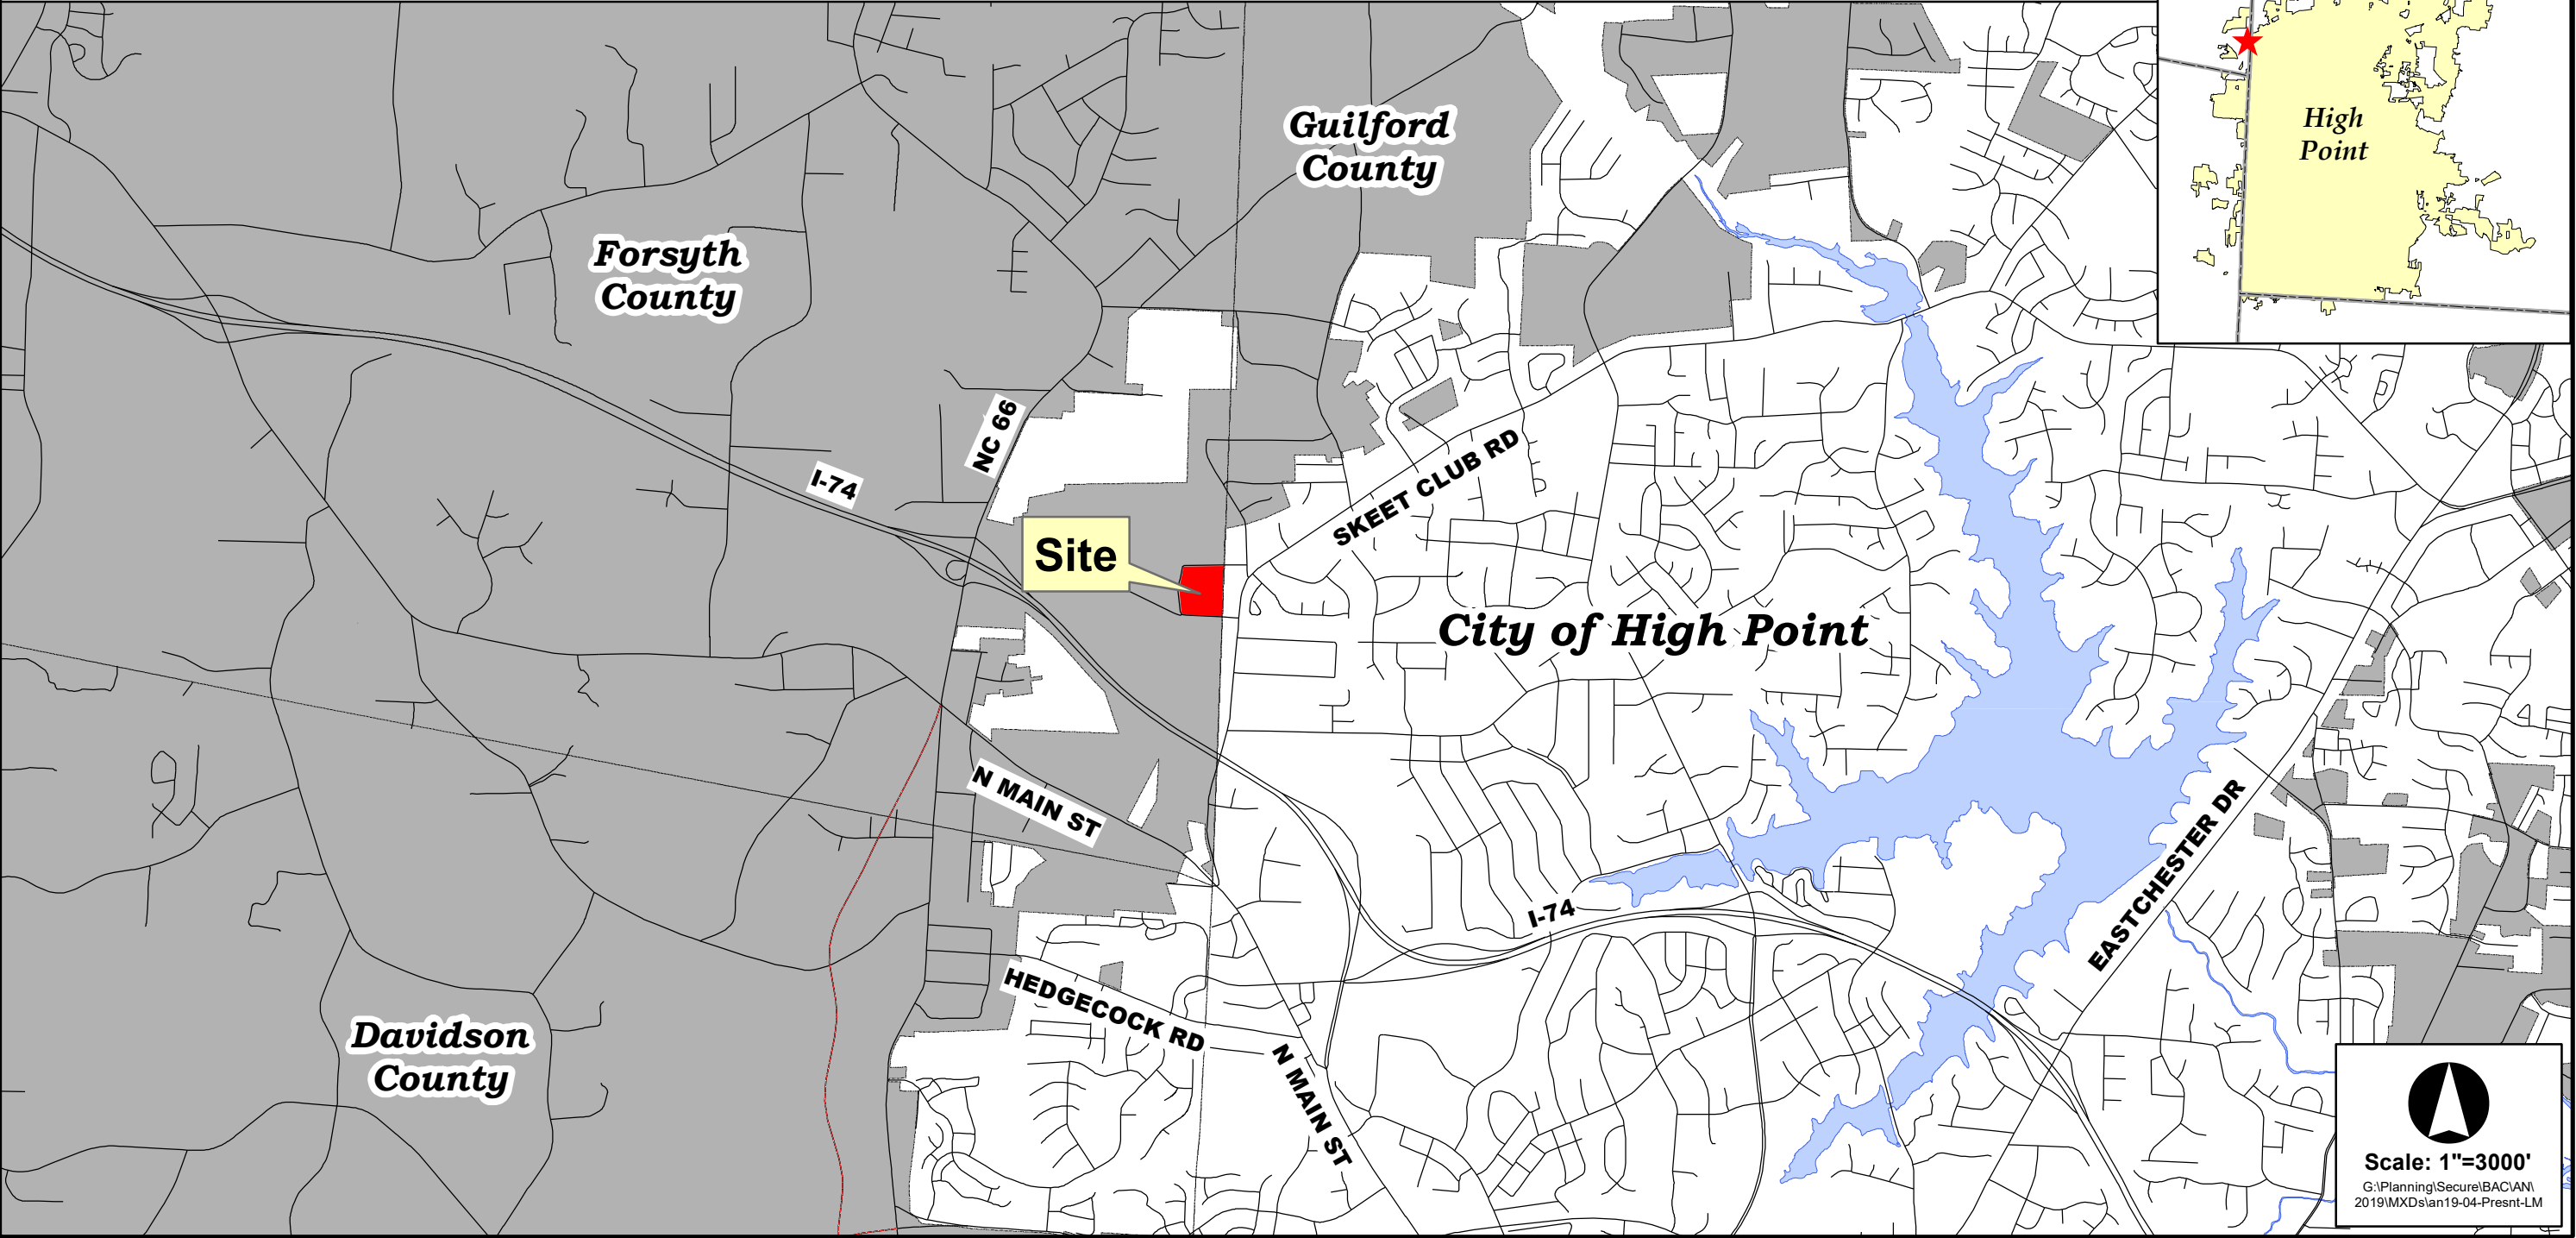 Guilford
County
High
Point
Forsyth
County
NC 66
I-74
SKEET CLUB RD
Site
City of High Point
N MAIN ST
EASTCHESTER DR
I-74
HEDGECOCK RD
Davidson
County
N MAIN ST
Scale: 1"=3000'
G:\Planning\Secure\BAC\AN\
2019\MXDs\an19-04-Presnt-LM